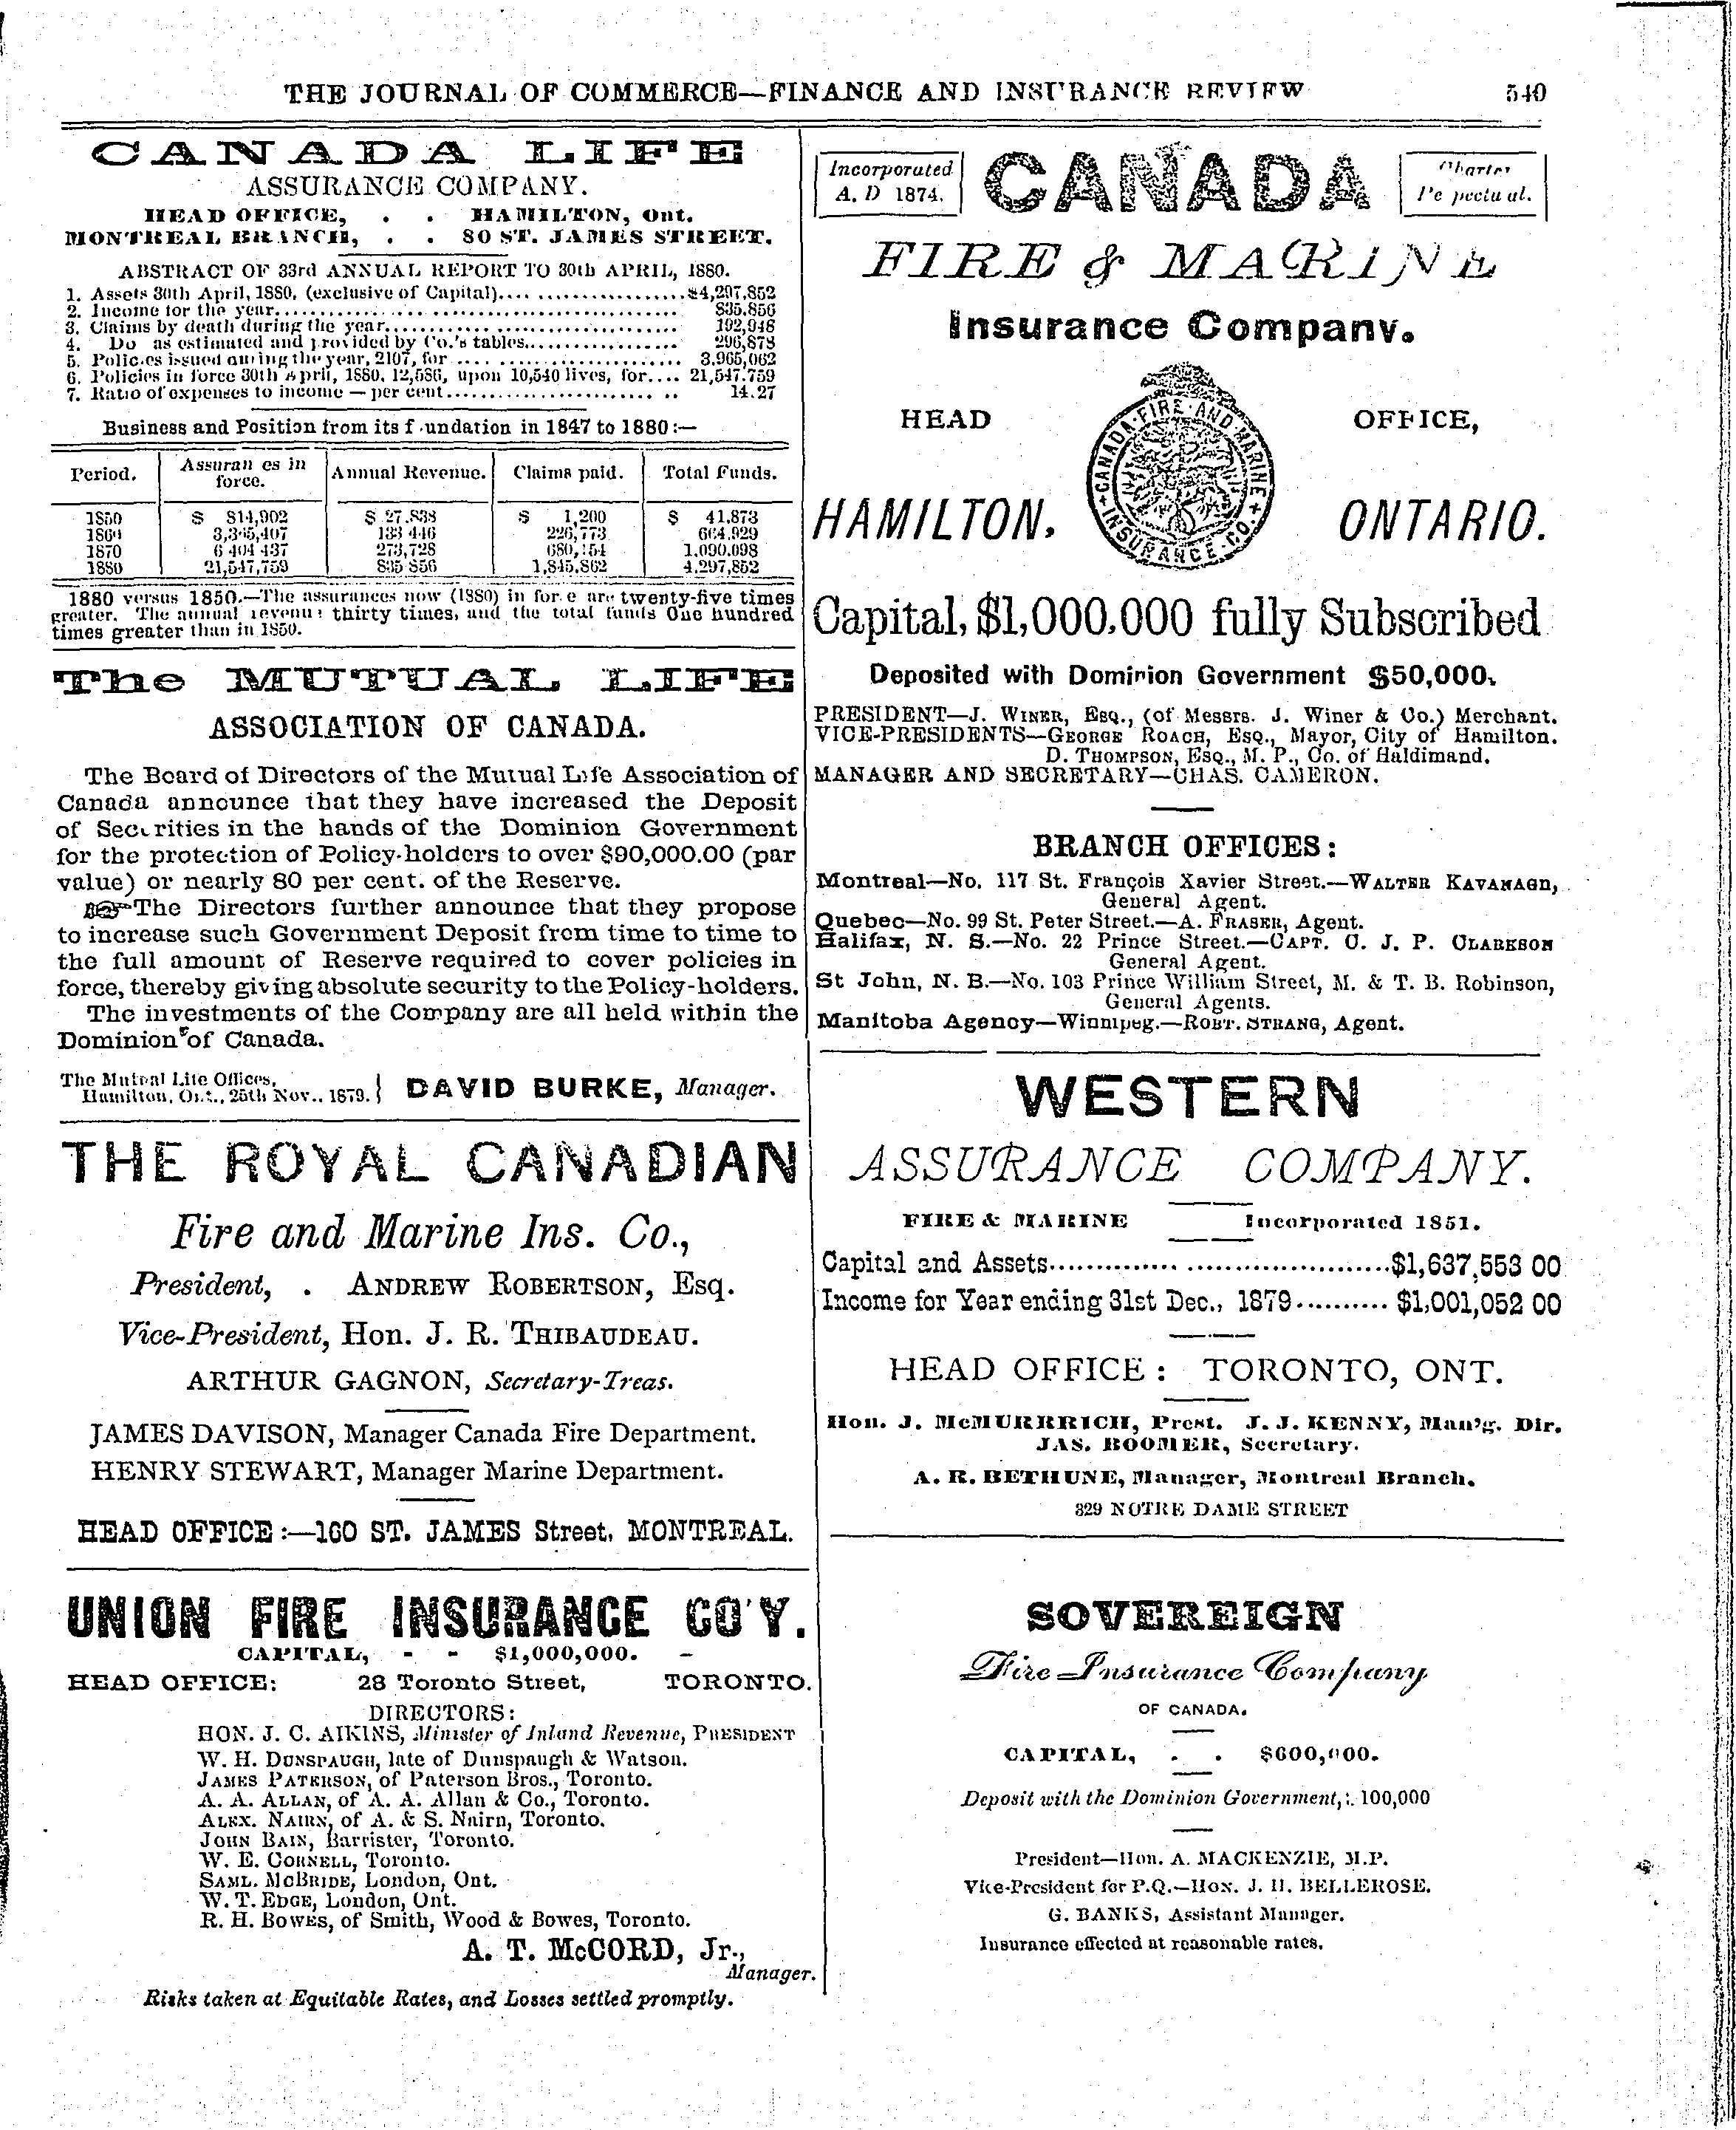 THE JOURNAL OF COMMERCE—FINANCE AND INSURANCE REVIEW 540
CANADA LIFE
ASSURANCE COMPANY.
HEAD OFFICE, . . HAMILTON, Ont.
MONTREAL BRANCH, . . 80 ST. JAMES STREET.
ABSTRACT OF 33rd ANNUAL REPORT TO 30th APRIL, 1880.
1. Assets 30th April, 1880, (exclusive of Capital).... $4,297,852
2. Income for the year.... 835,856
3. Claims by death during the year.... 192,948
4. Do as estimated and provided by Co.'s tables.... 296,878
5. Policies issued during the year, 2107, for .... 3,965,062
6. Policies in force 30th April, 1880, 12,586, upon 10,540 lives, for.... 21,547,759
7. Ratio of expenses to income — per cent.... 14.27
Business and Position from its foundation in 1847 to 1880:—
Period. Assurances in force. Annual Revenue. Claims paid. Total Funds.
1850 $ 814,902 $ 27,838 $ 1,200 $ 41,873
1860 133 446 226,773 664,929
1870 6 404 437 273,728 1,090,098
1880 21,547,759 835 856 1,845,862 4,297,852
1880 versus 1850.—The assurances now (1880) in force are twenty-five times
greater. The annual revenue thirty times, and the total funds One hundred
times greater than in 1850.
The MUTUAL LIFE
ASSOCIATION OF CANADA.
The Board of Directors of the Mutual Life Association of
Canada announce that they have increased the Deposit
of Securities in the hands of the Dominion Government
for the protection of Policy-holders to over $90,000.00 (par
value) or nearly 80 per cent. of the Reserve.
☞The Directors further announce that they propose
to increase such Government Deposit from time to time to
the full amount of Reserve required to cover policies in
force, thereby giving absolute security to the Policy-holders.
The investments of the Company are all held within the
Dominion of Canada.
The Mutual Life Offices,
Hamilton, Ont., 25th Nov., 1879. } DAVID BURKE, Manager.
THE ROYAL CANADIAN
Fire and Marine Ins. Co.,
President, . ANDREW ROBERTSON, Esq.
Vice-President, Hon. J. R. THIBAUDEAU.
ARTHUR GAGNON, Secretary-Treas.
JAMES DAVISON, Manager Canada Fire Department.
HENRY STEWART, Manager Marine Department.
HEAD OFFICE:—160 ST. JAMES Street, MONTREAL.
UNION FIRE INSURANCE CO'Y.
CAPITAL, - - $1,000,000. -
HEAD OFFICE: 28 Toronto Street, TORONTO.
DIRECTORS:
HON. J. C. AIKINS, Minister of Inland Revenue, PRESIDENT
W. H. DUNSPAUGH, late of Dunspaugh & Watson.
JAMES PATERSON, of Paterson Bros., Toronto.
A. A. ALLAN, of A. A. Allan & Co., Toronto.
ALEX. NAIRN, of A. & S. Nairn, Toronto.
JOHN BAIN, Barrister, Toronto.
W. E. CORNELL, Toronto.
SAML. MCBRIDE, London, Ont.
W. T. EDGE, London, Ont.
R. H. BOWES, of Smith, Wood & Bowes, Toronto.
A. T. McCORD, Jr.,
Manager.
Risks taken at Equitable Rates, and Losses settled promptly.
Incorporated
A. D 1874.
CANADA
Charter
Perpetual.
FIRE & MARINE
Insurance Company.
HEAD OFFICE,
CANADA·FIRE·AND·MARINE·INSURANCE·CO·
HAMILTON, ONTARIO.
Capital, $1,000,000 fully Subscribed
Deposited with Dominion Government $50,000.
PRESIDENT—J. WINER, ESQ., (of Messrs. J. Winer & Co.) Merchant.
VICE-PRESIDENTS—GEORGE ROACH, ESQ., Mayor, City of Hamilton.
D. THOMPSON, ESQ., M. P., Co. of Haldimand.
MANAGER AND SECRETARY—CHAS. CAMERON.
BRANCH OFFICES:
Montreal—No. 117 St. François Xavier Street.—WALTER KAVANAGH,
General Agent.
Quebec—No. 99 St. Peter Street.—A. FRASER, Agent.
Halifax, N. S.—No. 22 Prince Street.—CAPT. C. J. P. CLARKSON
General Agent.
St John, N. B.—No. 103 Prince William Street, M. & T. B. Robinson,
General Agents.
Manitoba Agency—Winnipeg.—ROBT. STRANG, Agent.
WESTERN
ASSURANCE COMPANY.
FIRE & MARINE Incorporated 1851.
Capital and Assets.... $1,637,553 00
Income for Year ending 31st Dec., 1879.... $1,001,052 00
HEAD OFFICE: TORONTO, ONT.
Hon. J. McMURRRICH, Prest. J. J. KENNY, Man'g. Dir.
JAS. BOOMER, Secretary.
A. R. BETHUNE, Manager, Montreal Branch.
329 NOTRE DAME STREET
SOVEREIGN
Fire Insurance Company
OF CANADA.
CAPITAL, . . $600,000.
Deposit with the Dominion Government, 100,000
President—Hon. A. MACKENZIE, M.P.
Vice-President for P.Q.—HON. J. H. BELLEROSE.
G. BANKS, Assistant Manager.
Insurance effected at reasonable rates.